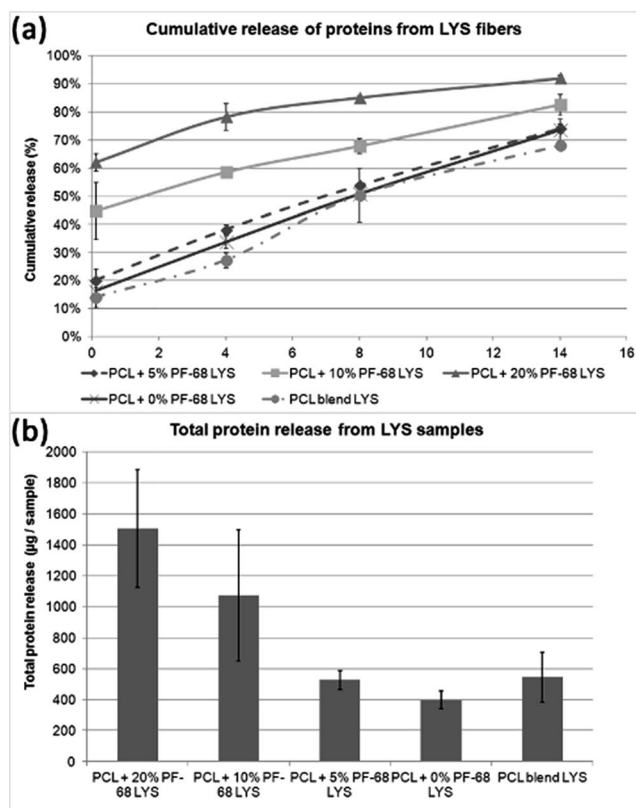 (a)
Cumulative release of proteins from LYS fibers
Cumulative release (%)
100%
90%
80%
70%
60%
50%
40%
30%
20%
10%
0%
0 2 4 6 8 10 12 14 16
PCL + 5% PF-68 LYS PCL + 10% PF-68 LYS PCL + 20% PF-68 LYS
PCL + 0% PF-68 LYS PCL blend LYS
(b)
Total protein release from LYS samples
Total protein release (µg / sample)
2000
1800
1600
1400
1200
1000
800
600
400
200
0
PCL + 20% PF- PCL + 10% PF- PCL + 5% PF-68 PCL + 0% PF-68 PCL blend LYS
68 LYS 68 LYS LYS LYS